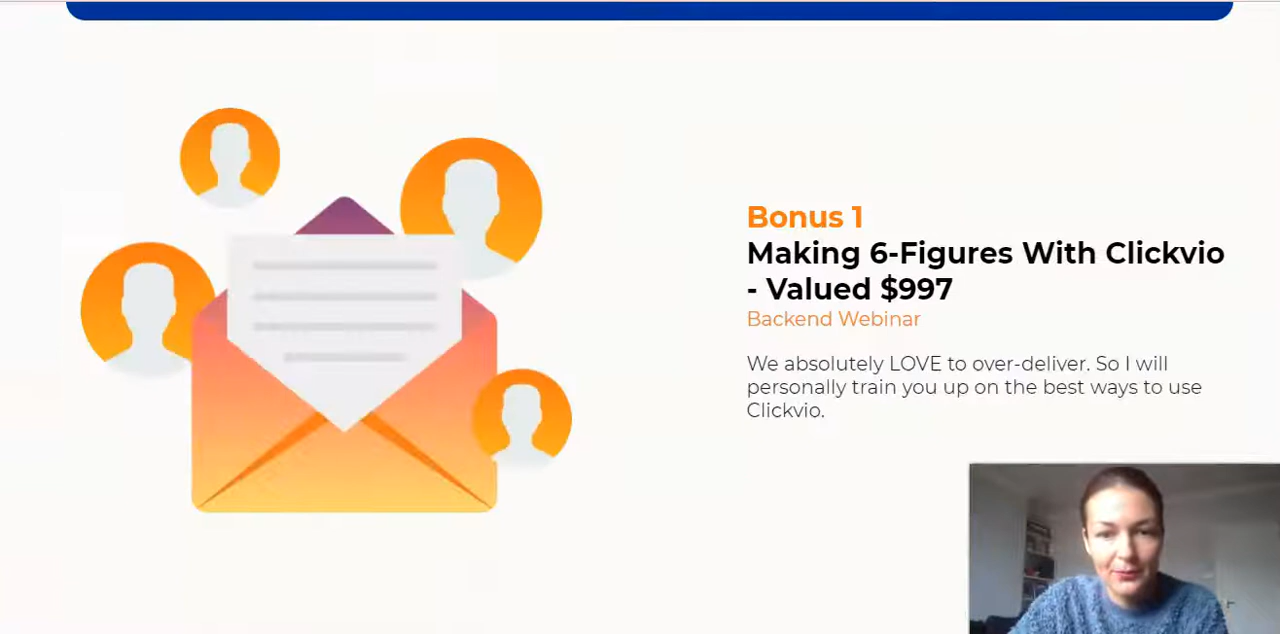 Bonus 1
Making 6-Figures With Clickvio
- Valued $997
Backend Webinar
We absolutely LOVE to over-deliver. So I will
personally train you up on the best ways to use
Clickvio.